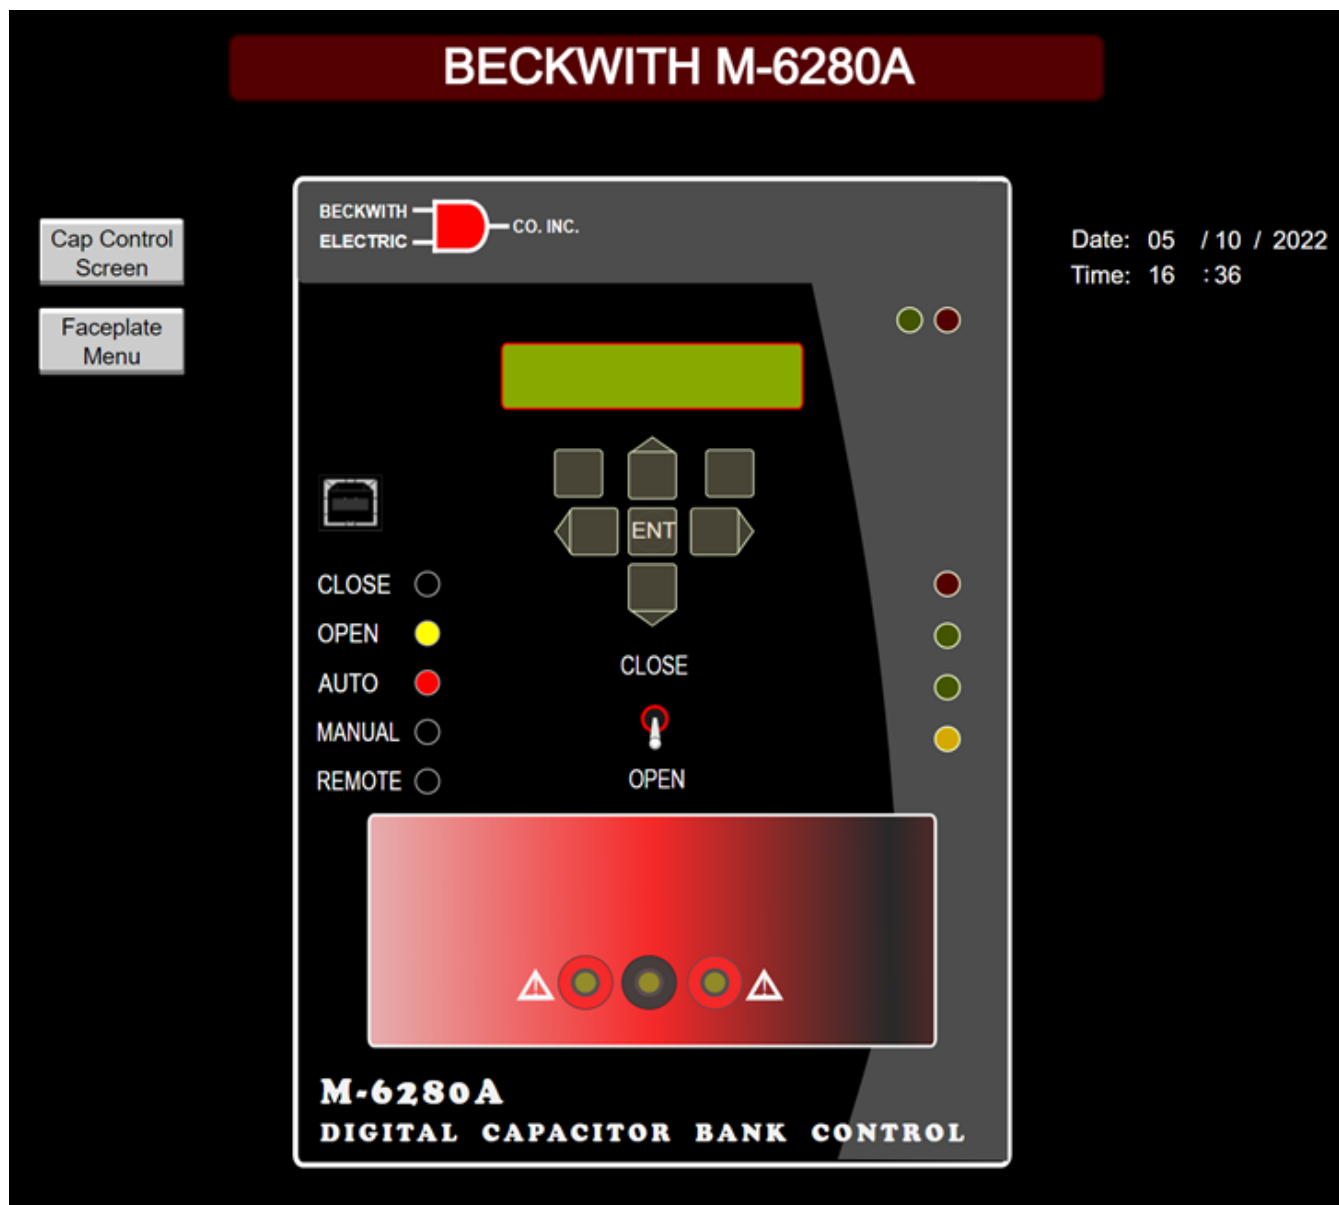 BECKWITH M-6280A
Cap Control
Screen
Faceplate
Menu
BECKWITH
ELECTRIC
CO. INC.
Date: 05 / 10 / 2022
Time: 16 : 36
ENT
CLOSE
OPEN
AUTO
MANUAL
REMOTE
CLOSE
OPEN
M-6280A
DIGITAL CAPACITOR BANK CONTROL